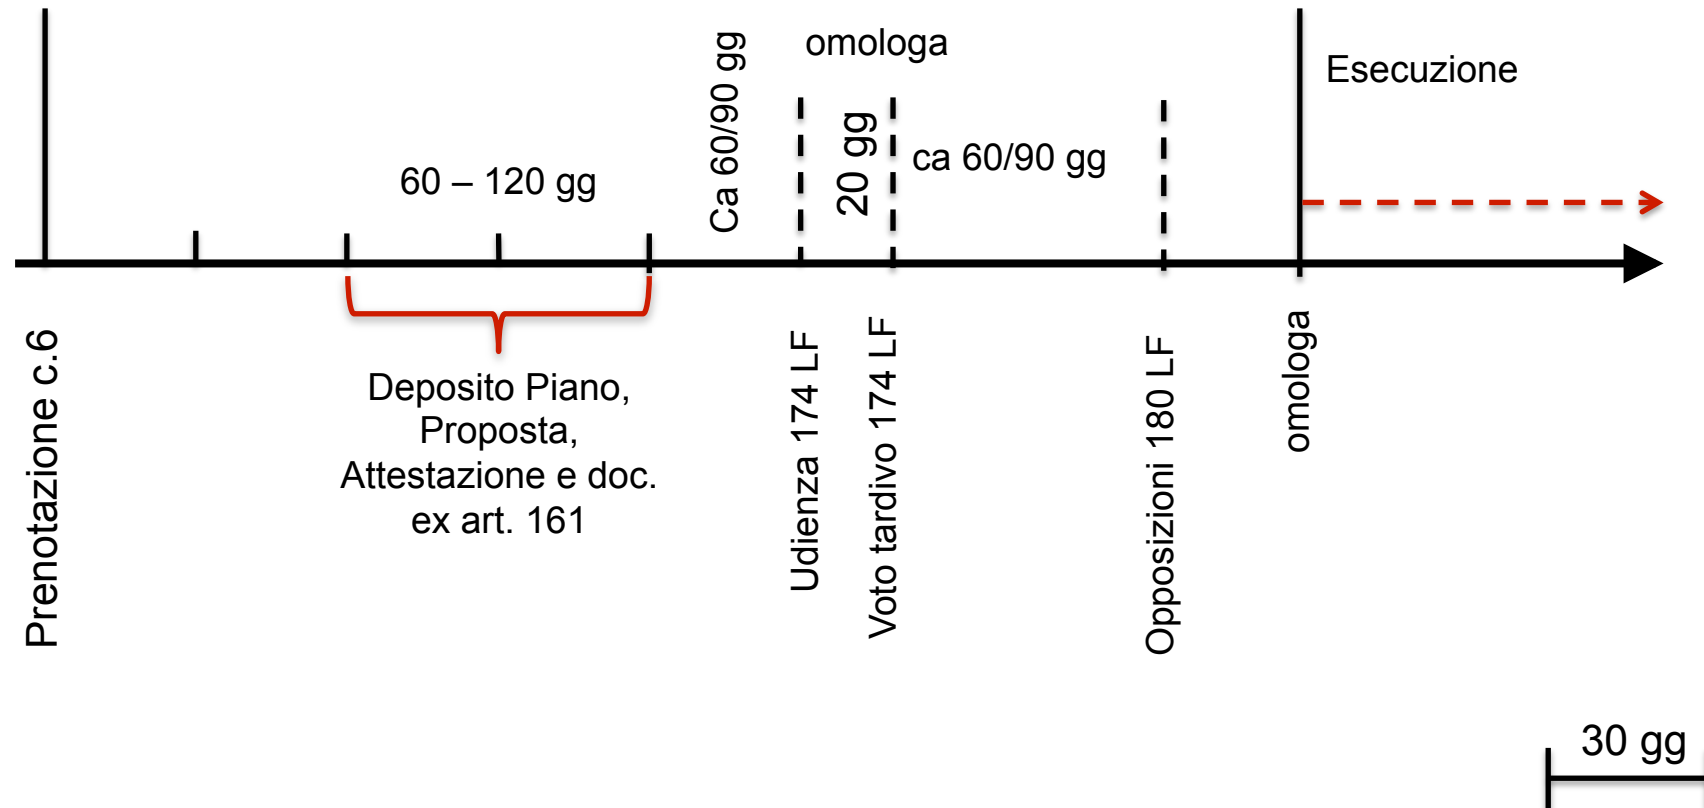 omologa
Esecuzione
Ca 60/90 gg
20 gg
ca 60/90 gg
60 – 120 gg
Prenotazione c.6
Deposito Piano,
Proposta,
Attestazione e doc.
ex art. 161
Udienza 174 LF
Voto tardivo 174 LF
Opposizioni 180 LF
omologa
30 gg